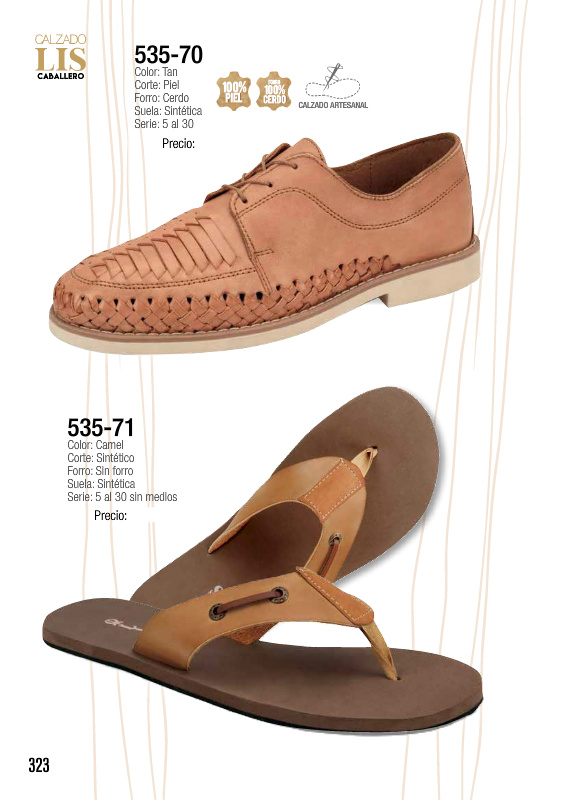 CALZADO
LIS
CABALLERO
535-70
Color: Tan
Corte: Piel
Forro: Cerdo
Suela: Sintética
Serie: 5 al 30
Precio:
100%
PIEL
FORRO
100%
CERDO
CALZADO ARTESANAL
535-71
Color: Camel
Corte: Sintético
Forro: Sin forro
Suela: Sintética
Serie: 5 al 30 sin medios
Precio:
323